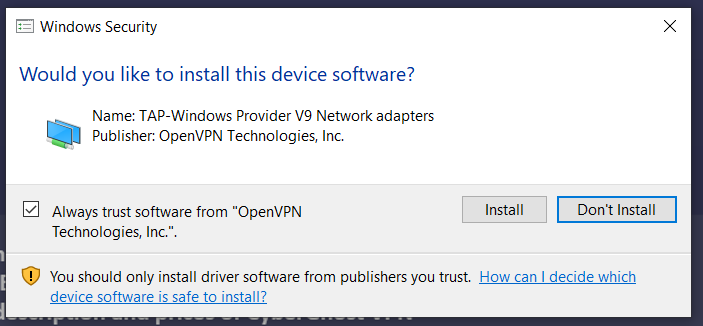 Windows Security
Would you like to install this device software?
Name: TAP-Windows Provider V9 Network adapters
Publisher: OpenVPN Technologies, Inc.
Always trust software from "OpenVPN
Technologies, Inc.".
Install
Don't Install
You should only install driver software from publishers you trust. How can I decide which
device software is safe to install?